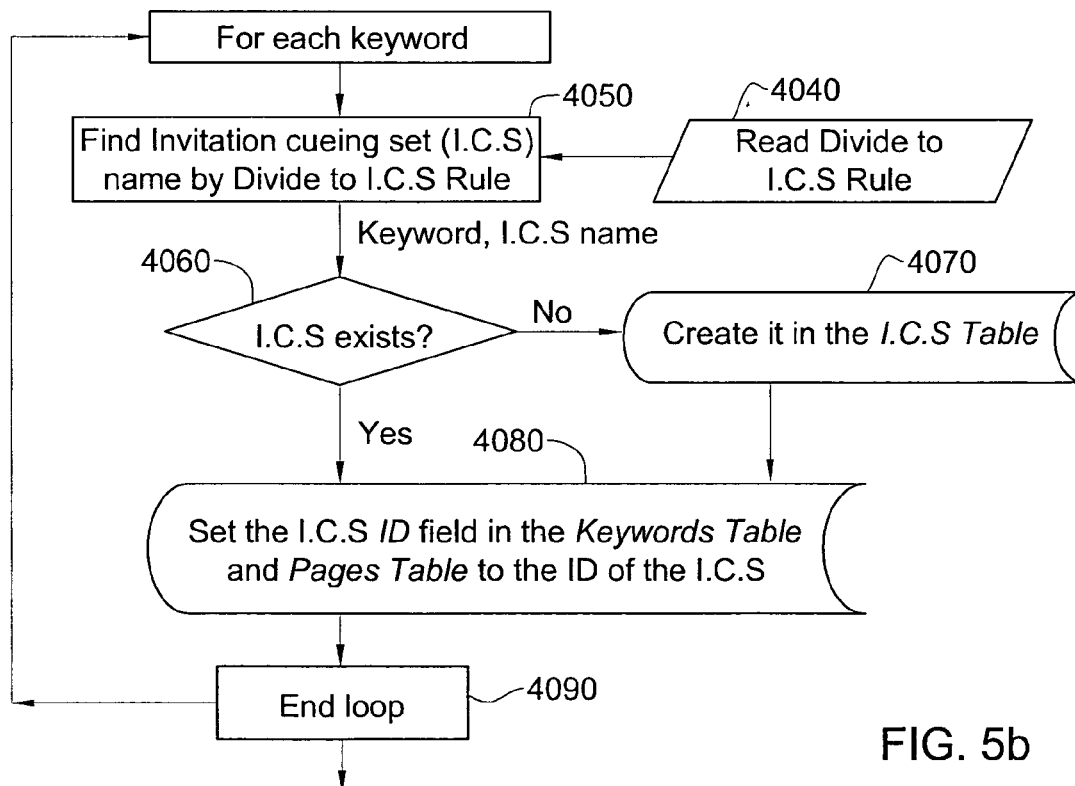 For each keyword
4050
4040
Find Invitation cueing set (I.C.S)
name by Divide to I.C.S Rule
Read Divide to
I.C.S Rule
Keyword, I.C.S name
4060
4070
I.C.S exists?
No
Create it in the I.C.S Table
Yes
4080
Set the I.C.S ID field in the Keywords Table
and Pages Table to the ID of the I.C.S
End loop
4090
FIG. 5b